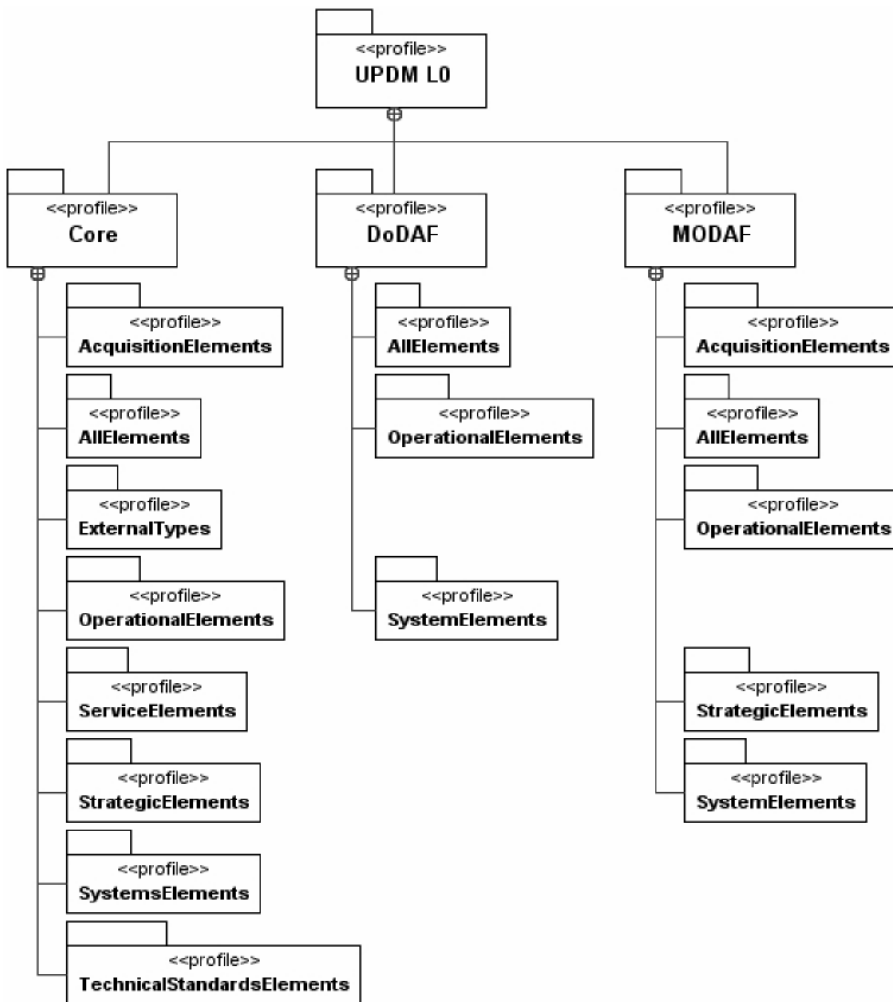 <<profile>>
UPDM L0
<<profile>>
Core
<<profile>>
DoDAF
<<profile>>
MODAF
<<profile>>
AcquisitionElements
<<profile>>
AllElements
<<profile>>
ExternalTypes
<<profile>>
OperationalElements
<<profile>>
ServiceElements
<<profile>>
StrategicElements
<<profile>>
SystemsElements
<<profile>>
TechnicalStandardsElements
<<profile>>
AllElements
<<profile>>
OperationalElements
<<profile>>
SystemElements
<<profile>>
AcquisitionElements
<<profile>>
AllElements
<<profile>>
OperationalElements
<<profile>>
StrategicElements
<<profile>>
SystemElements